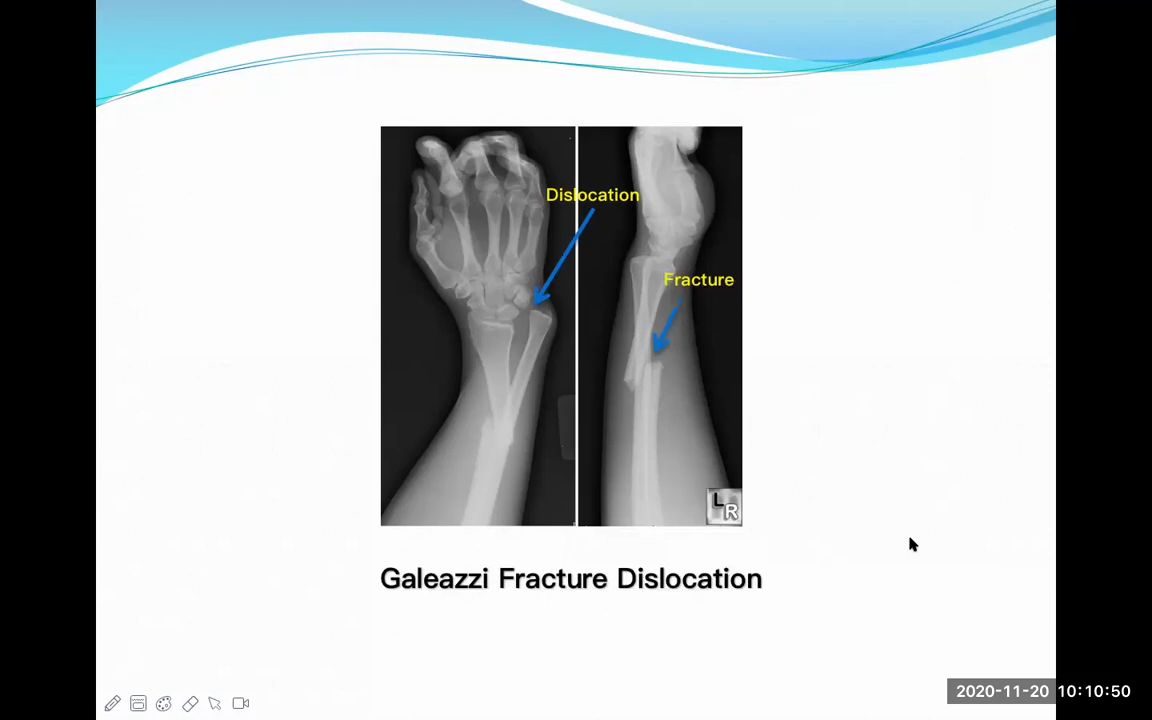 Dislocation
Fracture
L
R
Galeazzi Fracture Dislocation
2020-11-20 10:10:50